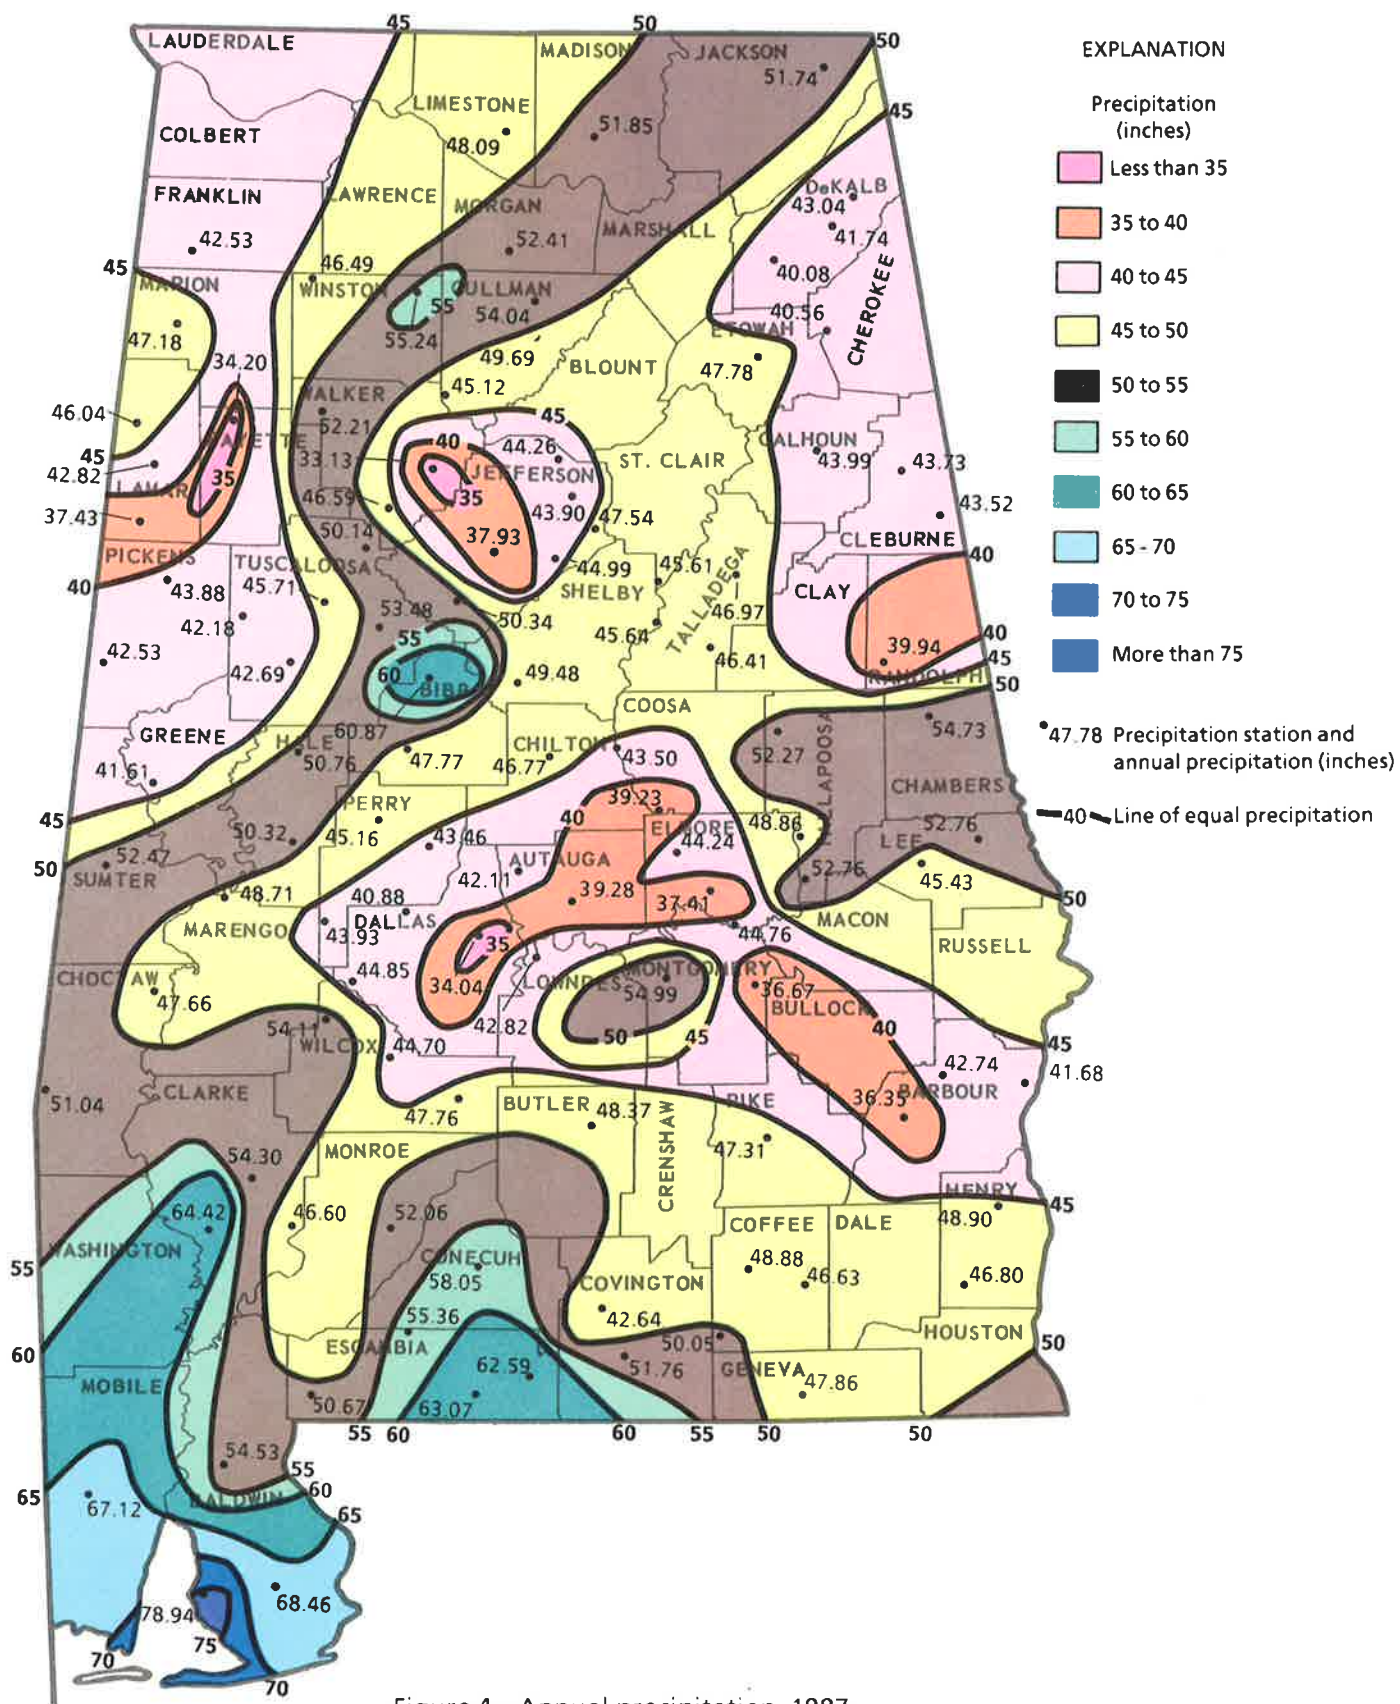 45
50
LAUDERDALE
MADISON
JACKSON
50
51.74
LIMESTONE
45
COLBERT
51.85
48.09
FRANKLIN
LAWRENCE
DeKALB
MORGAN
43.04
42.53
52.41
MARSHALL
41.74
45
46.49
40.08
MARION
WINSTON
CULLMAN
CHEROKEE
55
54.04
40.56
47.18
55.24
ETOWAH
34.20
49.69
BLOUNT
47.78
45.12
WALKER
46.04
52.21
45
40
44.26
CALHOUN
45
FAYETTE
33.13
JEFFERSON
ST. CLAIR
43.99
43.73
42.82
35
35
LAMAR
46.59
43.90
47.54
43.52
37.43
50.14
37.93
CLEBURNE
PICKENS
TUSCALOOSA
44.99
45.61
40
40
43.88
45.71
SHELBY
TALLADEGA
CLAY
53.48
50.34
46.97
42.18
55
45.64
40
42.53
39.94
42.69
60
BIBB
49.48
46.41
RANDOLPH
45
50
COOSA
60.87
54.73
GREENE
HALE
CHILTON
52.27
TALLAPOOSA
50.76
47.77
46.77
43.50
41.61
CHAMBERS
PERRY
39.23
45
50.32
45.16
43.46
40
ELMORE
48.86
52.76
44.24
LEE
50
52.47
AUTAUGA
SUMTER
42.11
52.76
45.43
48.71
40.88
39.28
37.41
50
MARENGO
DALLAS
MACON
43.93
35
44.76
RUSSELL
CHOCTAW
44.85
LOWNDES
MONTGOMERY
47.66
34.04
54.99
36.67
BULLOCK
54.11
42.82
50
45
40
45
WILCOX
44.70
42.74
41.68
51.04
CLARKE
47.76
BUTLER
48.37
PIKE
36.35
BARBOUR
MONROE
47.31
54.30
CRENSHAW
HENRY
45
64.42
46.60
52.06
COFFEE
DALE
48.90
WASHINGTON
CONECUH
48.88
55
58.05
COVINGTON
46.63
46.80
55.36
42.64
60
ESCAMBIA
50.05
HOUSTON
50
62.59
51.76
GENEVA
MOBILE
47.86
50.67
63.07
55
60
60
55
50
50
54.53
55
65
BALDWIN
60
67.12
65
78.94
68.46
75
70
70
EXPLANATION
Precipitation
(inches)
Less than 35
35 to 40
40 to 45
45 to 50
50 to 55
55 to 60
60 to 65
65 - 70
70 to 75
More than 75
47.78 Precipitation station and
annual precipitation (inches)
40 Line of equal precipitation